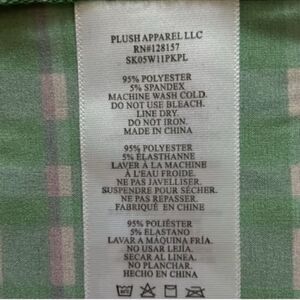 PLUSH APPAREL LLC
RN#128157
SK05W11PKPL
95% POLYESTER
5% SPANDEX
MACHINE WASH COLD.
DO NOT USE BLEACH.
LINE DRY.
DO NOT IRON.
MADE IN CHINA
95% POLYESTER
5% ÉLASTHANNE
LAVER À LA MACHINE
À L'EAU FROIDE.
NE PAS JAVELLISER.
SUSPENDRE POUR SÉCHER.
NE PAS REPASSER.
FABRIQUÉ EN CHINE
95% POLIÉSTER
5% ELASTANO
LAVAR A MÁQUINA FRÍA.
NO USAR LEJÍA.
SECAR AL LINEA.
NO PLANCHAR.
HECHO EN CHINA